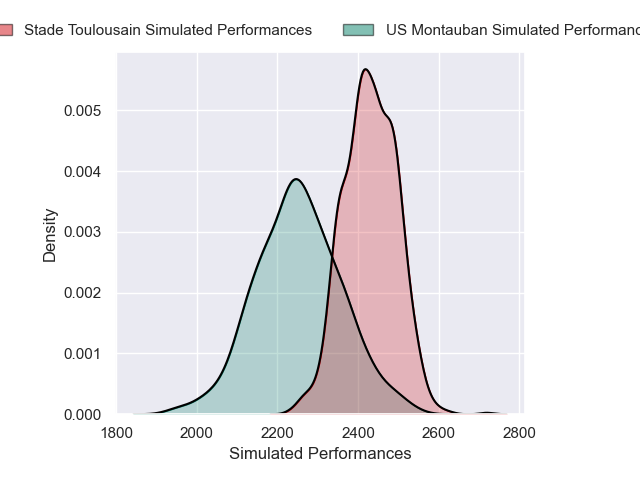 Stade Toulousain Simulated Performances
US Montauban Simulated
Density
0.005
0.004
0.003
0.002
0.001
0.000
1800 2000 2200 2400 2600 2800
Simulated Performances